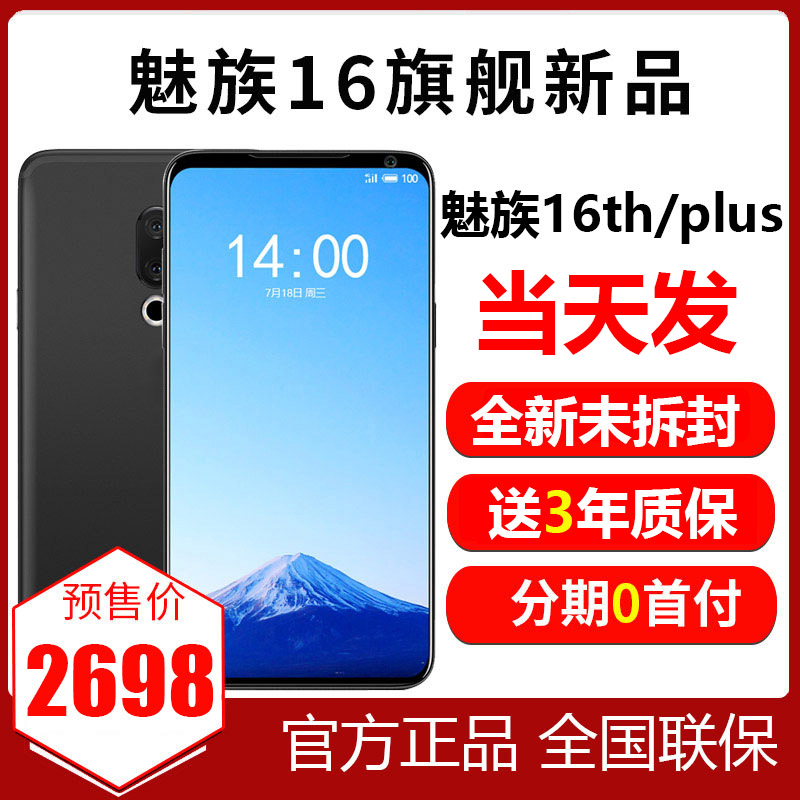 魅族16旗舰新品
魅族16th/plus
当天发
全新未拆封
送3年质保
分期0首付
100
14:00
7月18日 周三
预售价
2698
官方正品 全国联保